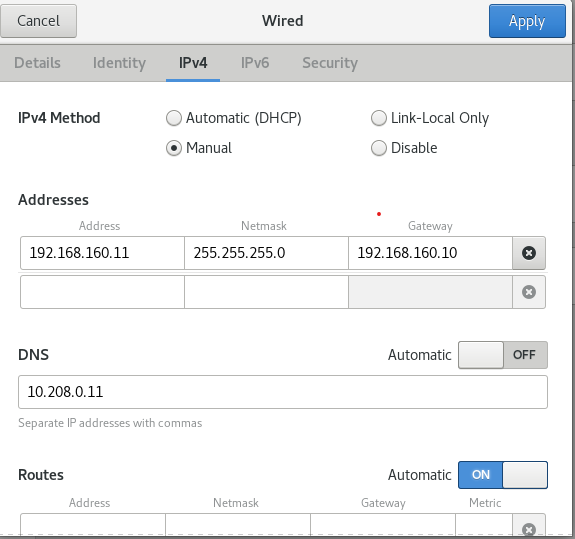 Cancel Wired Apply
Details Identity IPv4 IPv6 Security
IPv4 Method Automatic (DHCP) Link-Local Only
Manual Disable
Addresses
Address Netmask Gateway
192.168.160.11 255.255.255.0 192.168.160.10
DNS Automatic OFF
10.208.0.11
Separate IP addresses with commas
Routes Automatic ON
Address Netmask Gateway Metric